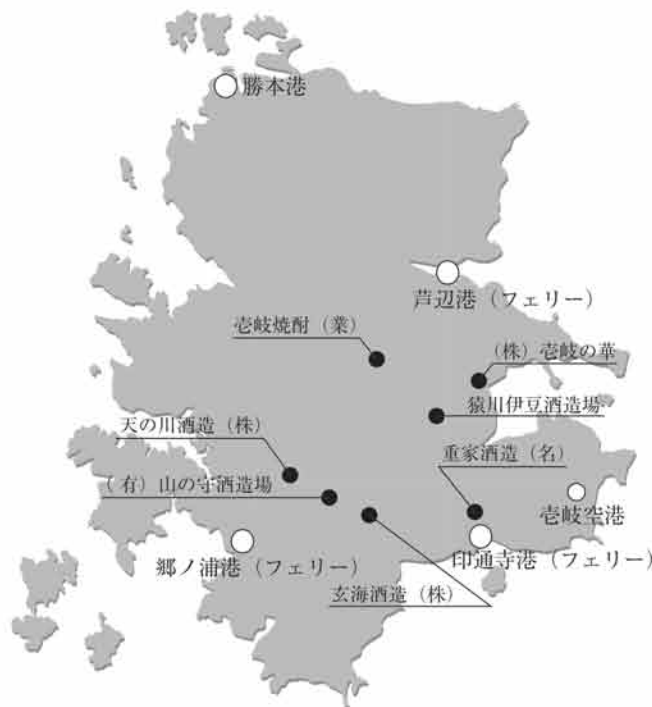 勝本港
芦辺港（フェリー）
壱岐焼酎（業）
（株）壱岐の華
猿川伊豆酒造場
天の川酒造（株）
重家酒造（名）
（有）山の守酒造場
壱岐空港
郷ノ浦港（フェリー）
印通寺港（フェリー）
玄海酒造（株）